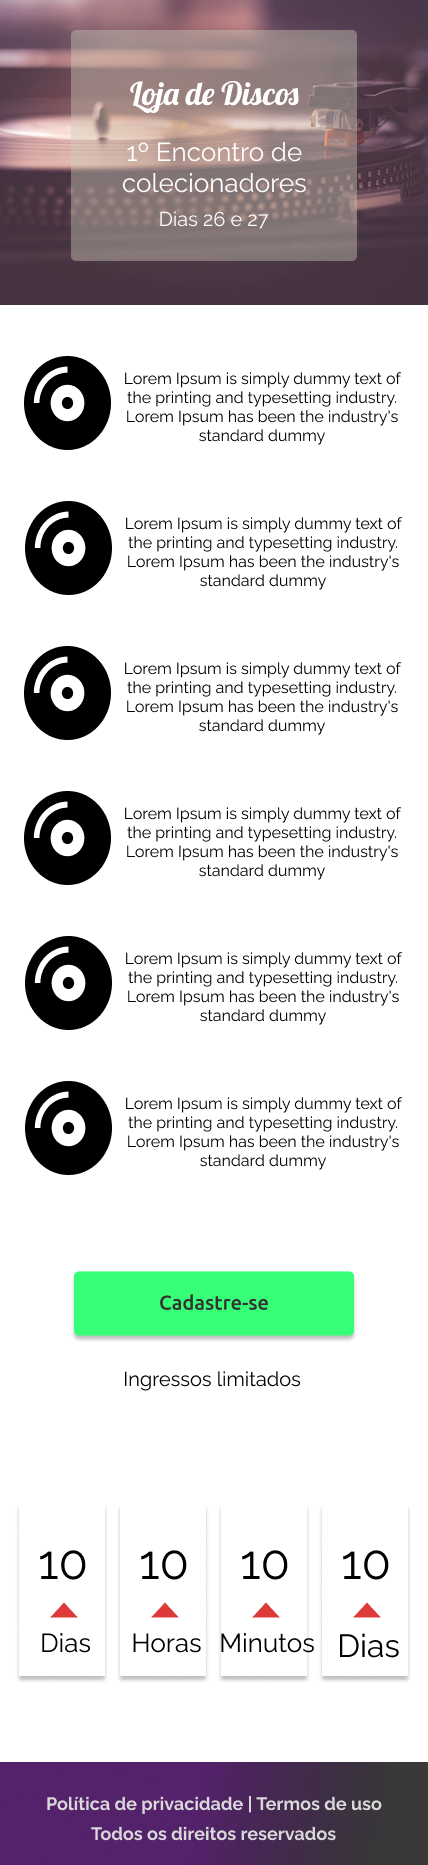 Loja de Discos
1º Encontro de
colecionadores
Dias 26 e 27
Lorem Ipsum is simply dummy text of
the printing and typesetting industry.
Lorem Ipsum has been the industry's
standard dummy
Lorem Ipsum is simply dummy text of
the printing and typesetting industry.
Lorem Ipsum has been the industry's
standard dummy
Lorem Ipsum is simply dummy text of
the printing and typesetting industry.
Lorem Ipsum has been the industry's
standard dummy
Lorem Ipsum is simply dummy text of
the printing and typesetting industry.
Lorem Ipsum has been the industry's
standard dummy
Lorem Ipsum is simply dummy text of
the printing and typesetting industry.
Lorem Ipsum has been the industry's
standard dummy
Lorem Ipsum is simply dummy text of
the printing and typesetting industry.
Lorem Ipsum has been the industry's
standard dummy
Cadastre-se
Ingressos limitados
10 10 10 10
Dias Horas Minutos Dias
Política de privacidade | Termos de uso
Todos os direitos reservados